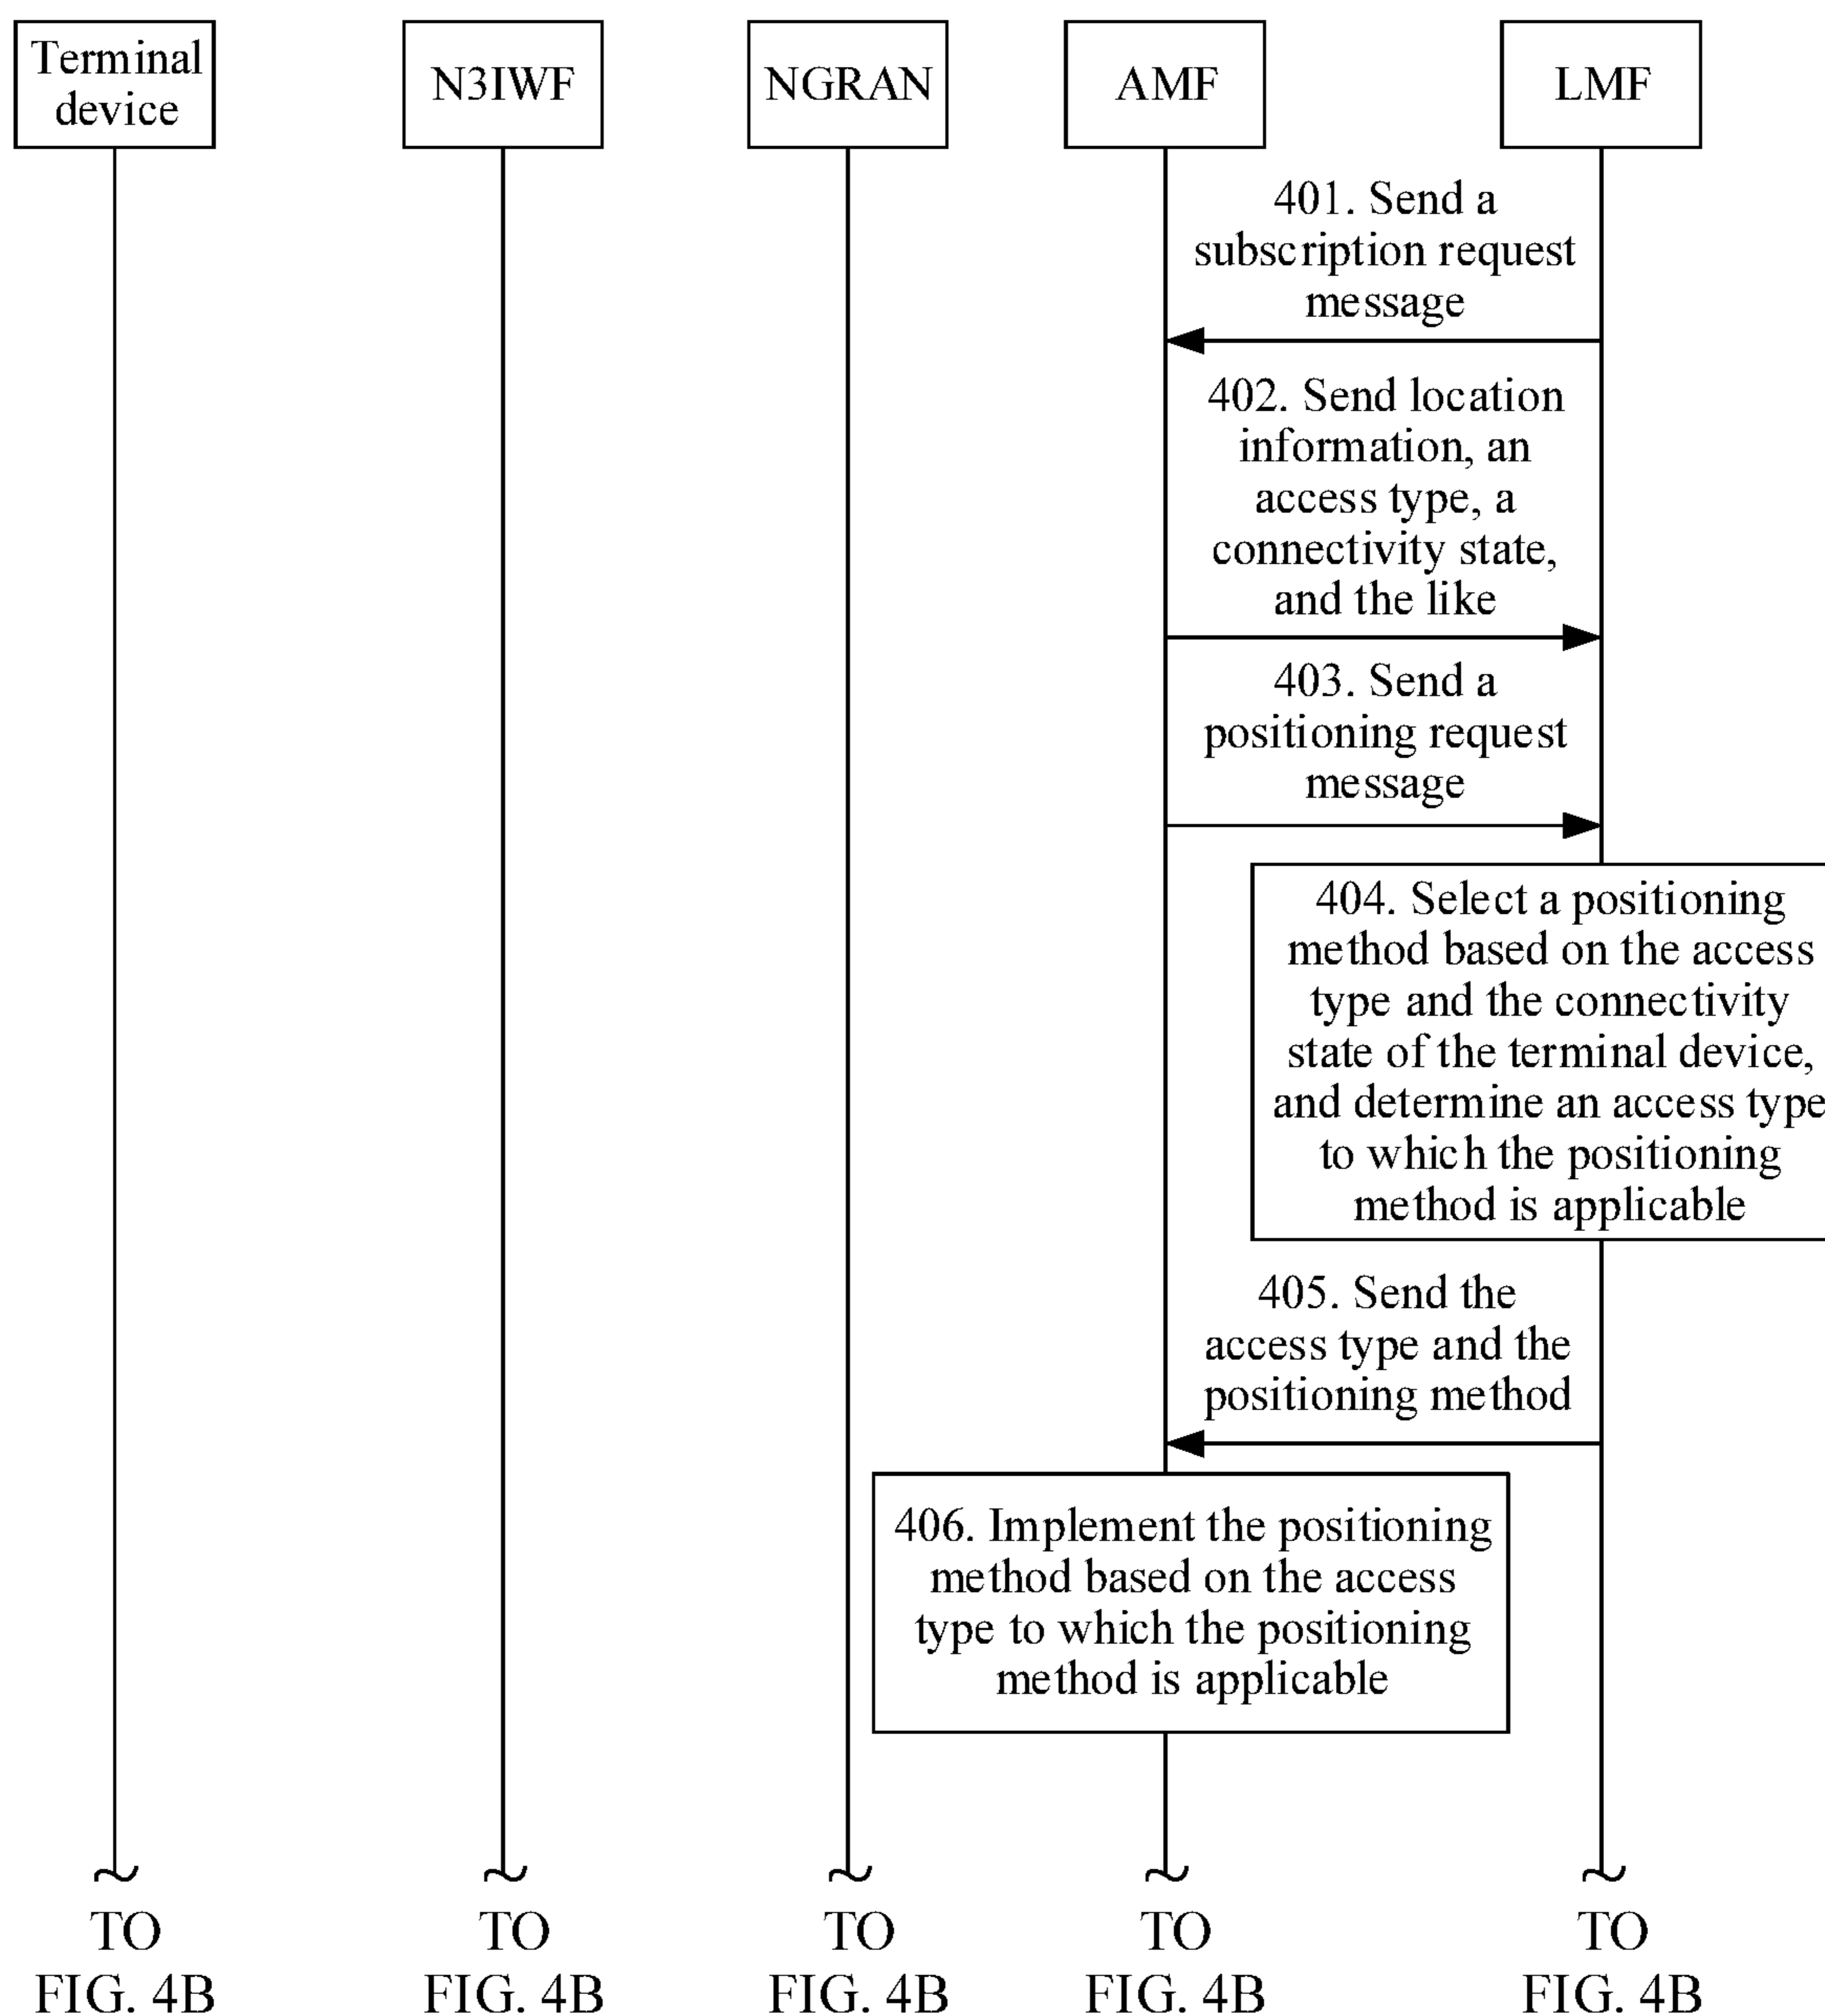 Terminal
device
N3IWF
NGRAN
AMF
LMF
401. Send a
subscription request
message
402. Send location
information, an
access type, a
connectivity state,
and the like
403. Send a
positioning request
message
404. Select a positioning
method based on the access
type and the connectivity
state of the terminal device,
and determine an access type
to which the positioning
method is applicable
405. Send the
access type and the
positioning method
406. Implement the positioning
method based on the access
type to which the positioning
method is applicable
TO
FIG. 4B
TO
FIG. 4B
TO
FIG. 4B
TO
FIG. 4B
TO
FIG. 4B